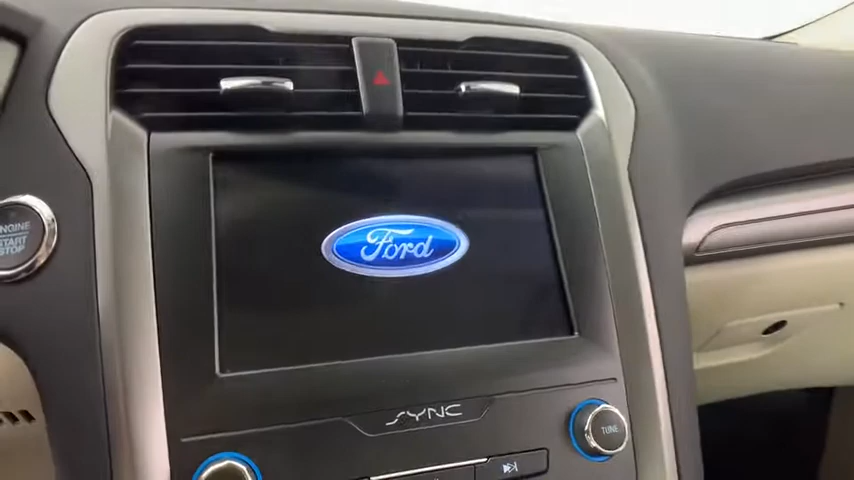 ENGINE
START
STOP
Ford
SYNC
TUNE